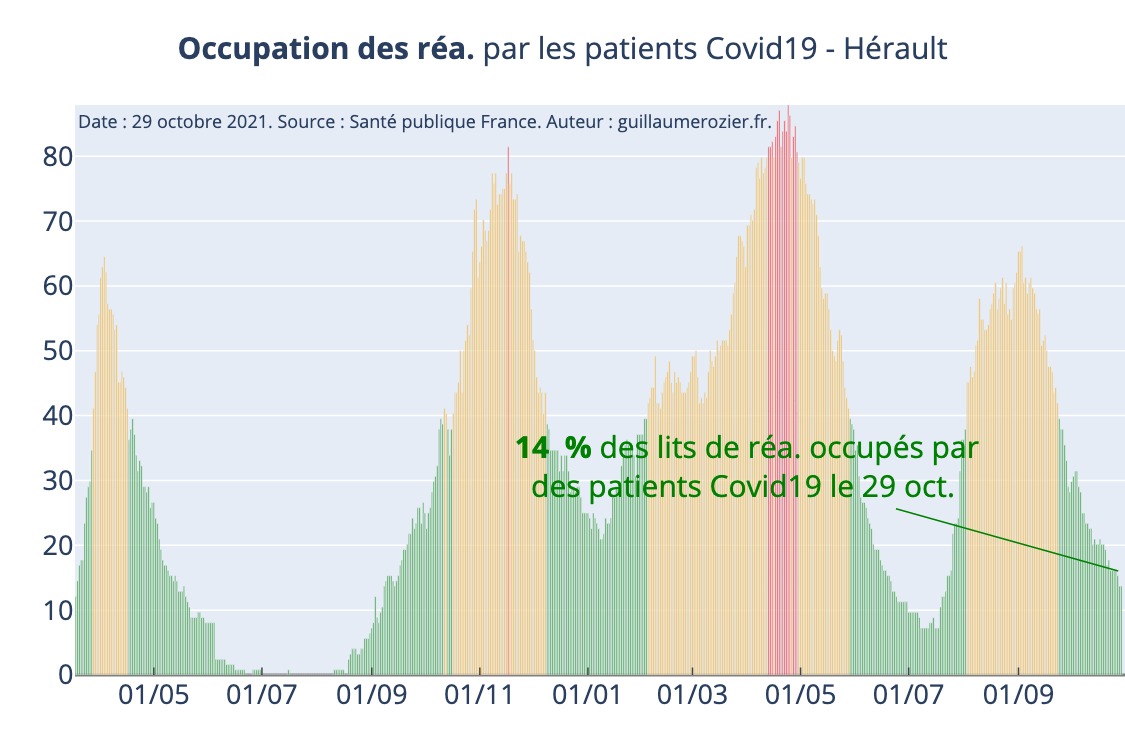 Occupation des réa. par les patients Covid19 - Hérault
Date : 29 octobre 2021. Source : Santé publique France. Auteur : guillaumerozier.fr.
80
70
60
50
40
14 % des lits de réa. occupés par
des patients Covid19 le 29 oct.
30
20
10
0
01/05 01/07 01/09 01/11 01/01 01/03 01/05 01/07 01/09